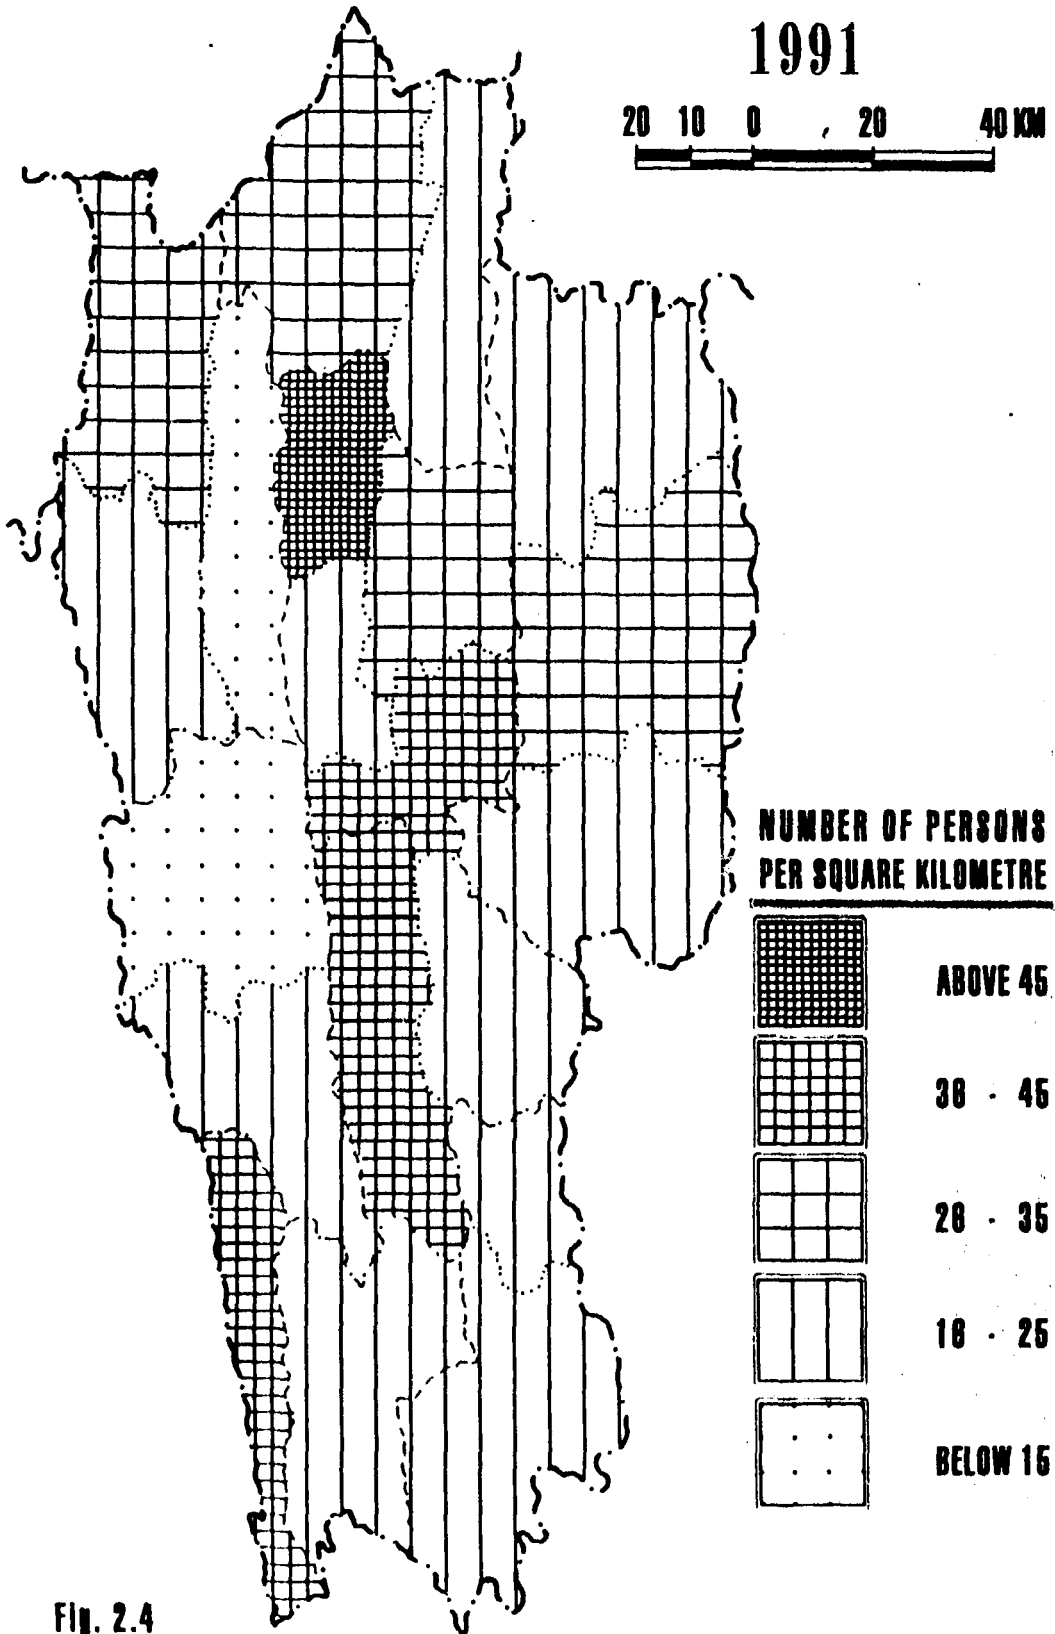 1991
20 10 0 20 40 KM
NUMBER OF PERSONS
PER SQUARE KILOMETRE
ABOVE 45
36 - 45
26 - 35
16 - 25
BELOW 15
Fig. 2.4